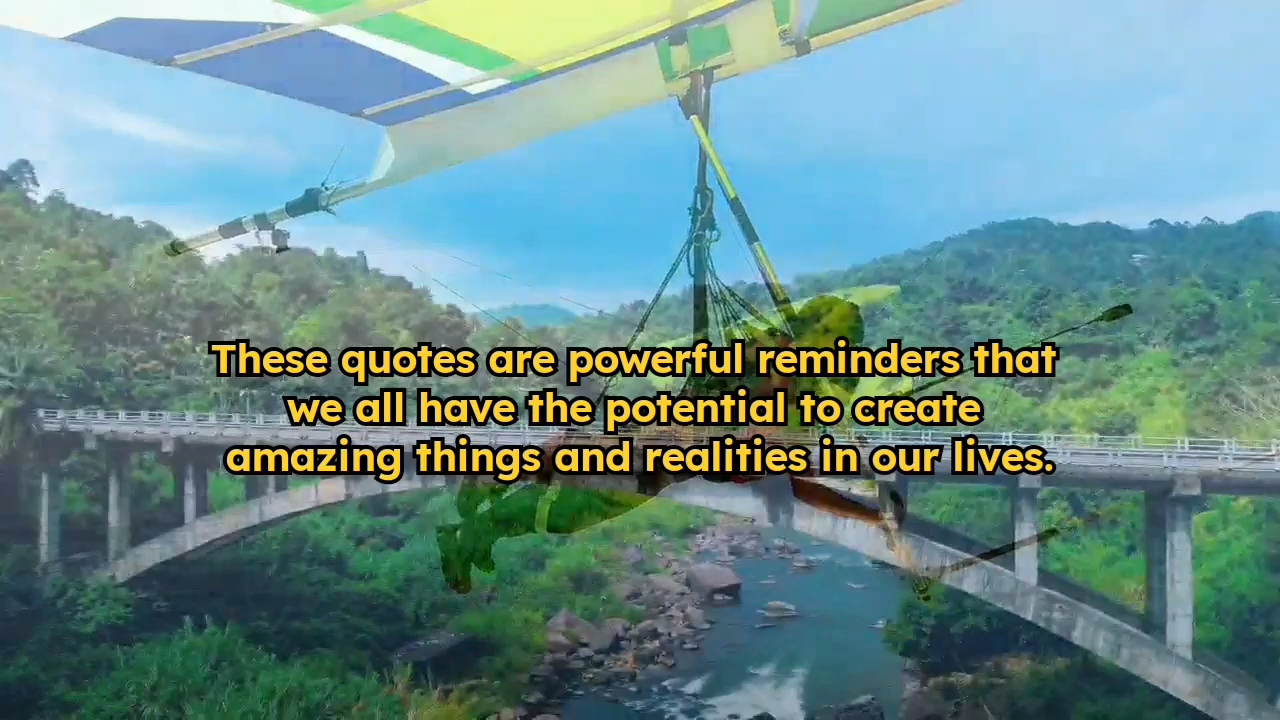 These quotes are powerful reminders that
we all have the potential to create
amazing things and realities in our lives.